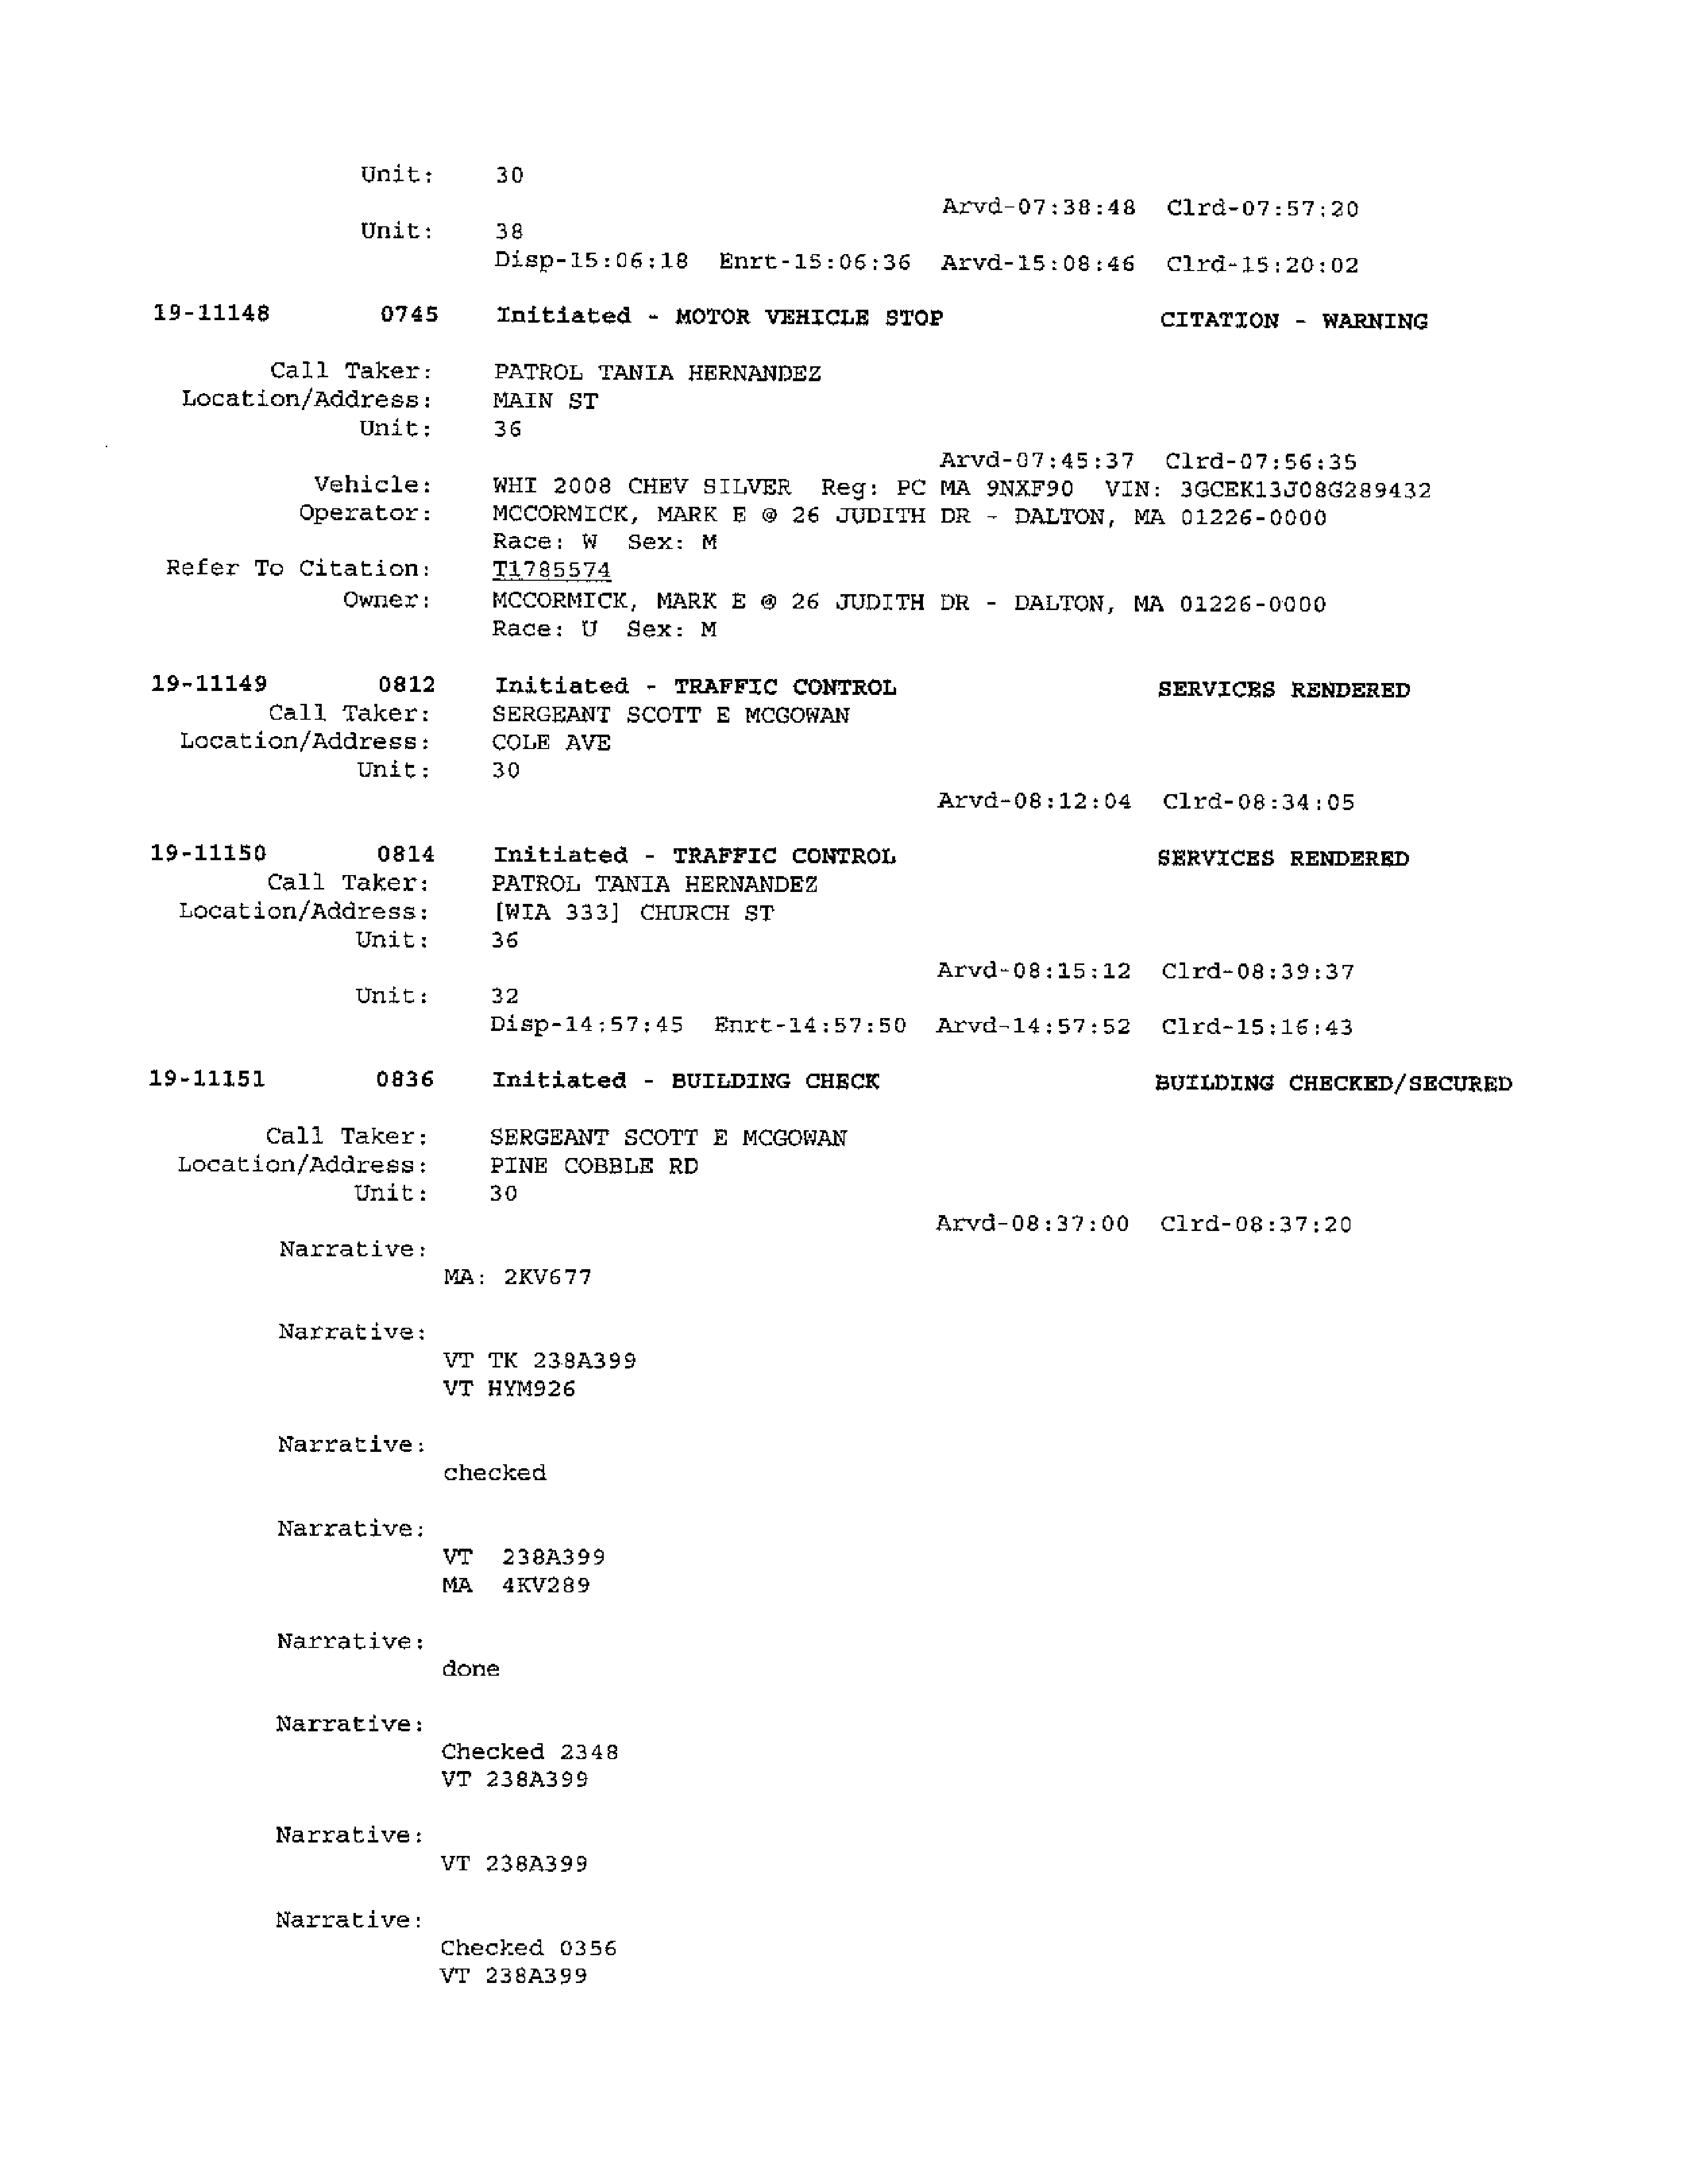 Unit: 30
Arvd-07:38:48 Clrd-07:57:20
Unit: 38
Disp-15:06:18 Enrt-15:06:36 Arvd-15:08:46 Clrd-15:20:02
19-11148 0745 Initiated - MOTOR VEHICLE STOP CITATION - WARNING
Call Taker: PATROL TANIA HERNANDEZ
Location/Address: MAIN ST
Unit: 36
Arvd-07:45:37 Clrd-07:56:35
Vehicle: WHI 2008 CHEV SILVER Reg: PC MA 9NXF90 VIN: 3GCEK13J08G289432
Operator: MCCORMICK, MARK E @ 26 JUDITH DR - DALTON, MA 01226-0000
Race: W Sex: M
Refer To Citation: T1785574
Owner: MCCORMICK, MARK E @ 26 JUDITH DR - DALTON, MA 01226-0000
Race: U Sex: M
19-11149 0812 Initiated - TRAFFIC CONTROL SERVICES RENDERED
Call Taker: SERGEANT SCOTT E MCGOWAN
Location/Address: COLE AVE
Unit: 30
Arvd-08:12:04 Clrd-08:34:05
19-11150 0814 Initiated - TRAFFIC CONTROL SERVICES RENDERED
Call Taker: PATROL TANIA HERNANDEZ
Location/Address: [WIA 333] CHURCH ST
Unit: 36
Arvd-08:15:12 Clrd-08:39:37
Unit: 32
Disp-14:57:45 Enrt-14:57:50 Arvd-14:57:52 Clrd-15:16:43
19-11151 0836 Initiated - BUILDING CHECK BUILDING CHECKED/SECURED
Call Taker: SERGEANT SCOTT E MCGOWAN
Location/Address: PINE COBBLE RD
Unit: 30
Arvd-08:37:00 Clrd-08:37:20
Narrative:
MA: 2KV677
Narrative:
VT TK 238A399
VT HYM926
Narrative:
checked
Narrative:
VT 238A399
MA 4KV289
Narrative:
done
Narrative:
Checked 2348
VT 238A399
Narrative:
VT 238A399
Narrative:
Checked 0356
VT 238A399